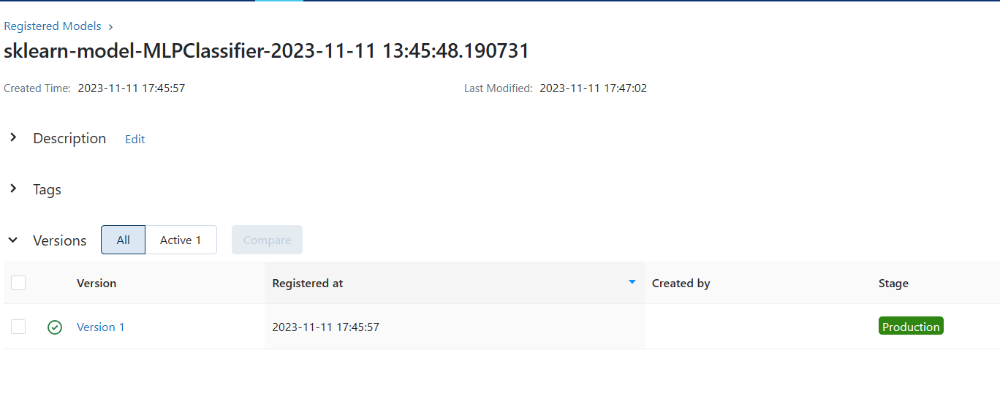 Registered Models
sklearn-model-MLPClassifier-2023-11-11 13:45:48.190731
Created Time: 2023-11-11 17:45:57 Last Modified: 2023-11-11 17:47:02
Description Edit
Tags
Versions All Active 1 Compare
Version Registered at Created by Stage
Version 1 2023-11-11 17:45:57 Production